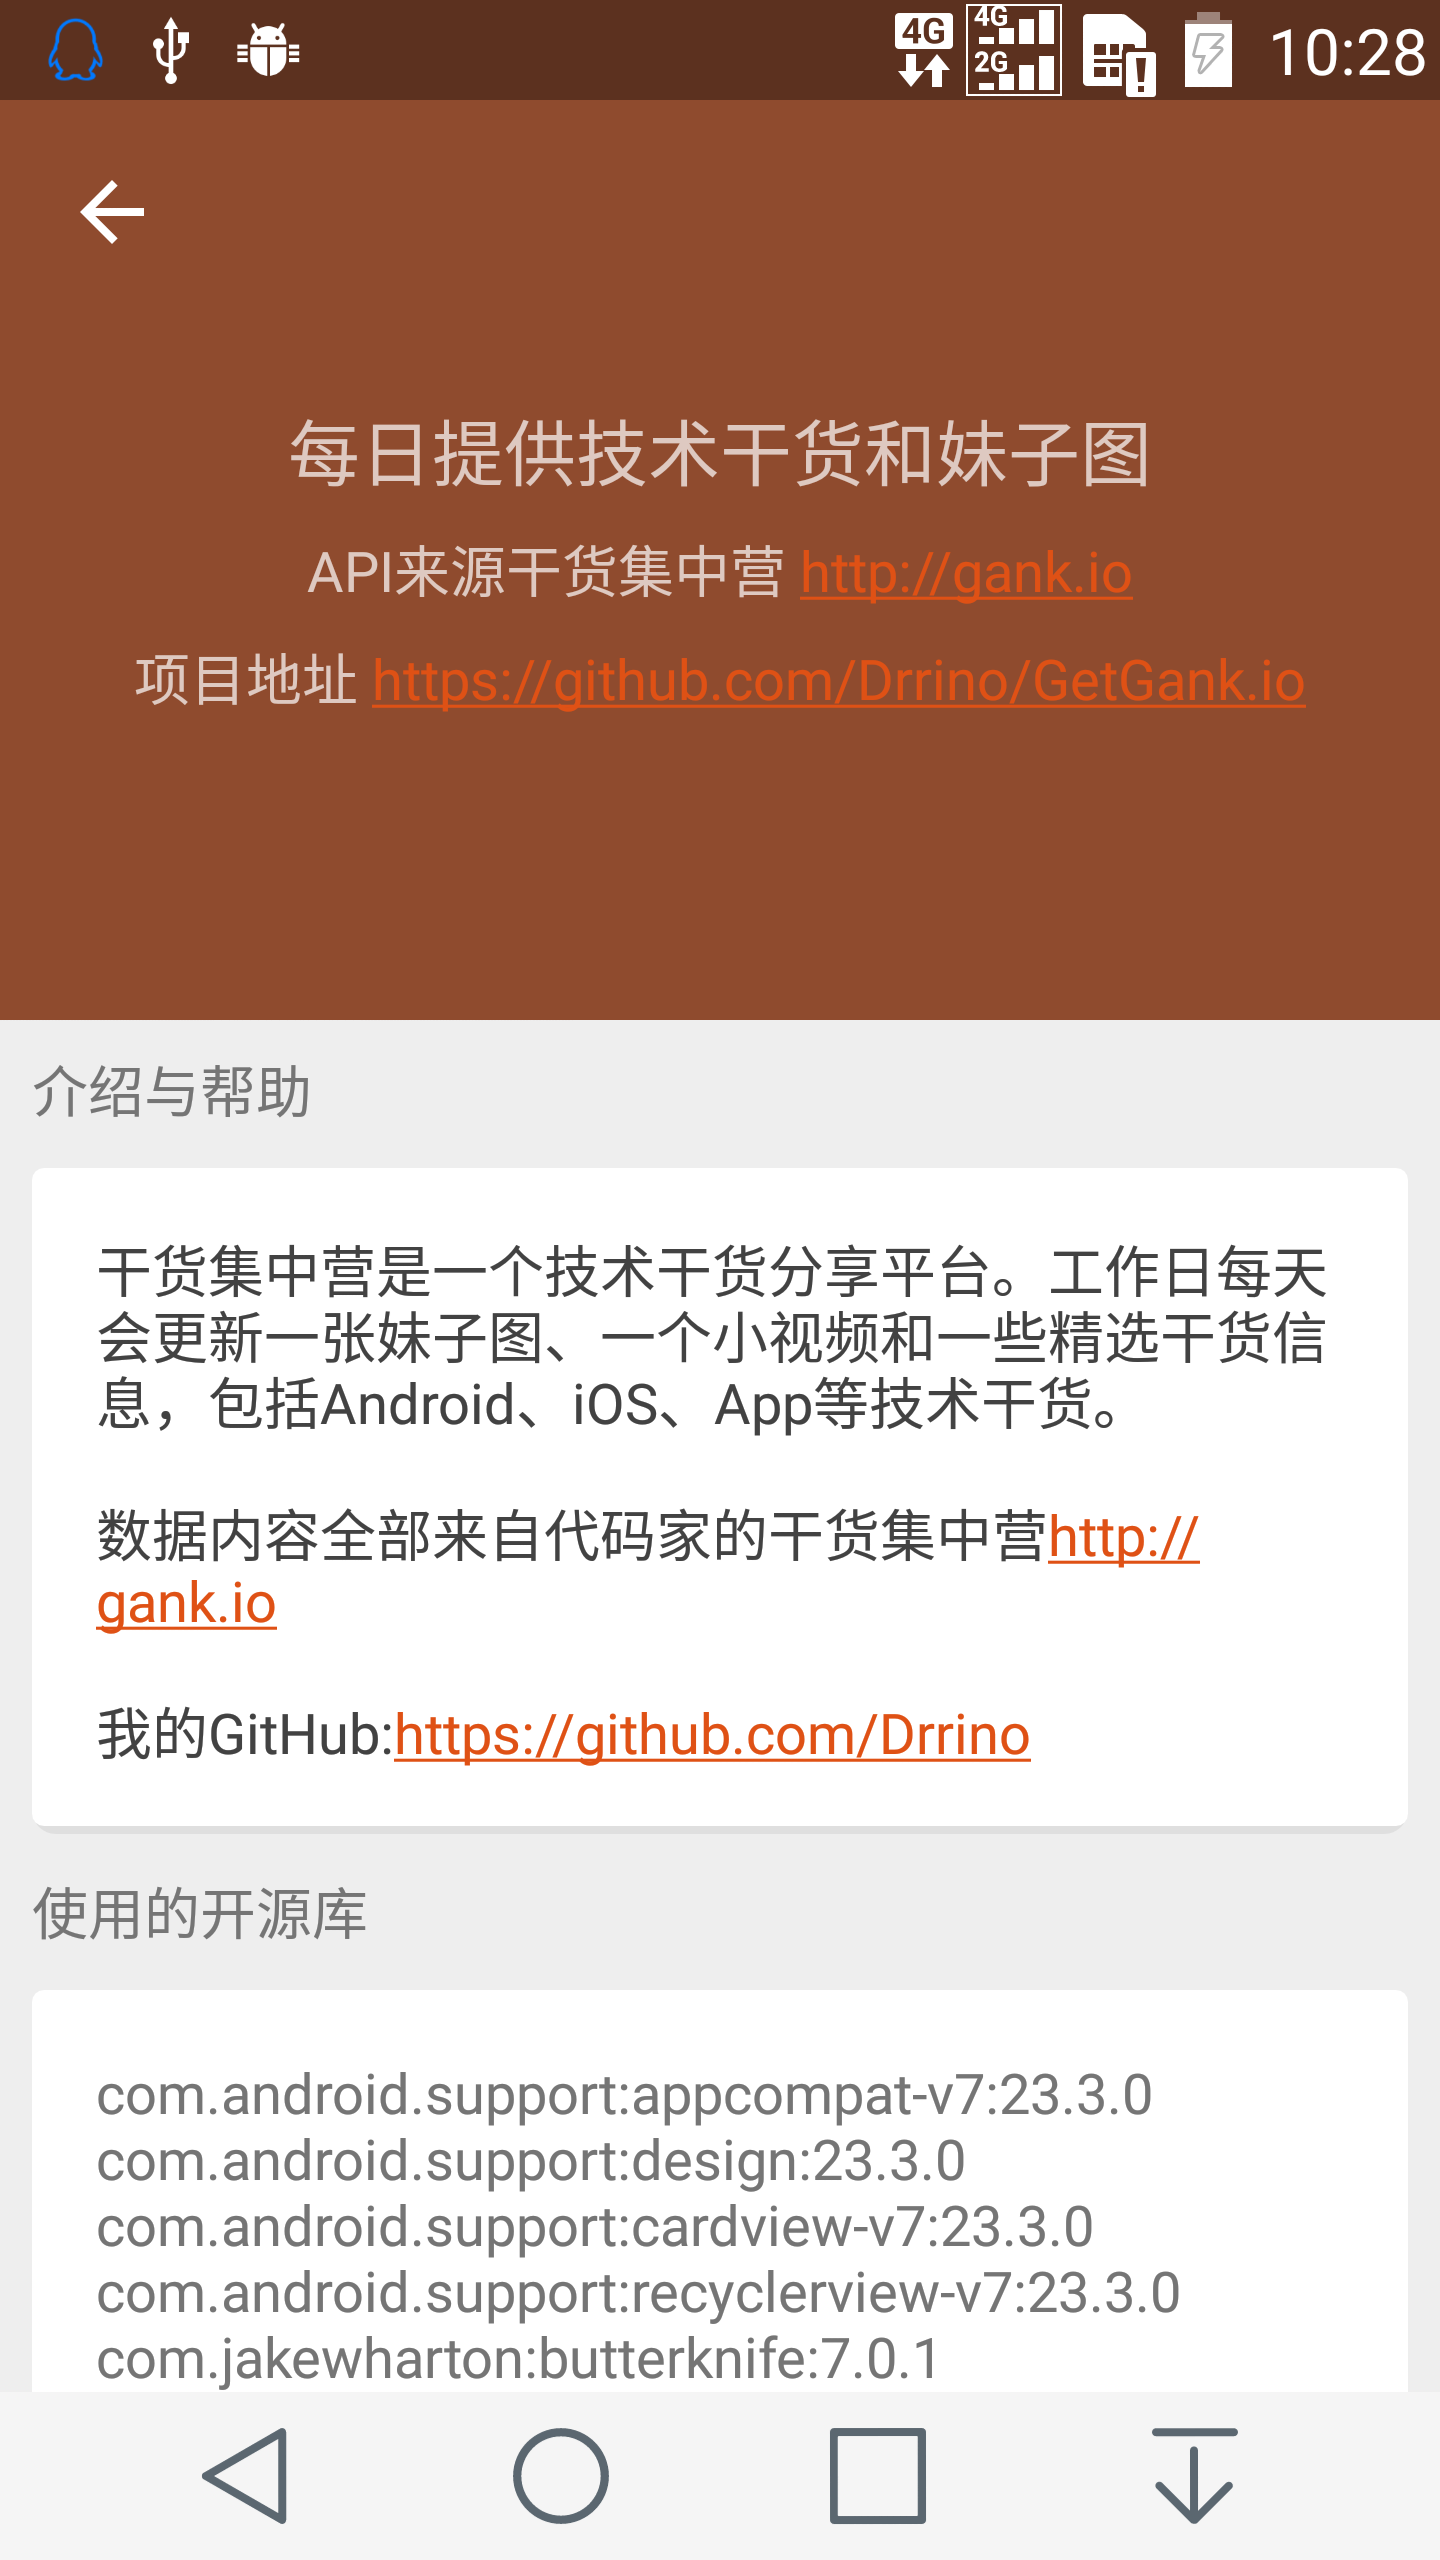 4G
4G
2G
10:28
每日提供技术干货和妹子图
API来源干货集中营 http://gank.io
项目地址 https://github.com/Drrino/GetGank.io
介绍与帮助
干货集中营是一个技术干货分享平台。工作日每天
会更新一张妹子图、一个小视频和一些精选干货信
息，包括Android、iOS、App等技术干货。
数据内容全部来自代码家的干货集中营http://
gank.io
我的GitHub:https://github.com/Drrino
使用的开源库
com.android.support:appcompat-v7:23.3.0
com.android.support:design:23.3.0
com.android.support:cardview-v7:23.3.0
com.android.support:recyclerview-v7:23.3.0
com.jakewharton:butterknife:7.0.1